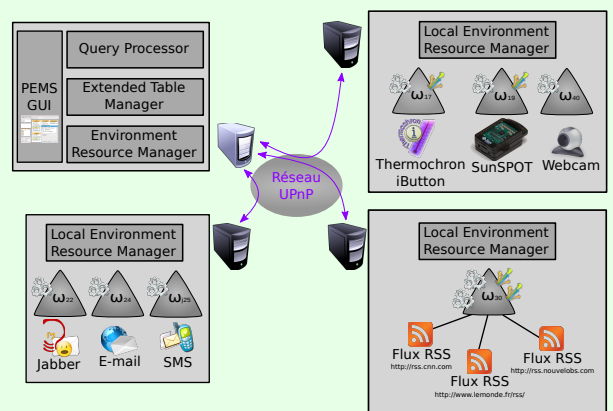 PEMS
GUI
Query Processor
Extended Table
Manager
Environment
Resource Manager
Réseau
UPnP
Local Environment
Resource Manager
ω17
ω19
ω40
Thermochron
iButton
SunSPOT
Webcam
Local Environment
Resource Manager
ω22
ω24
ω25
Jabber
E-mail
SMS
Local Environment
Resource Manager
ω30
Flux RSS
http://rss.cnn.com
Flux RSS
http://www.lemonde.fr/rss/
Flux RSS
http://rss.nouvelobs.com